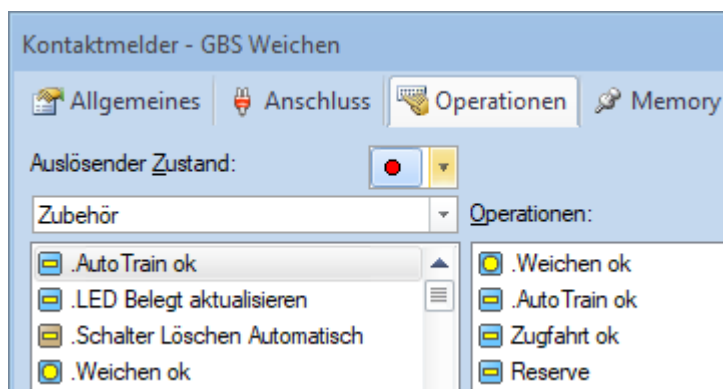 Kontaktmelder - GBS Weichen
Allgemeines Anschluss Operationen Memory
Auslösender Zustand:
Zubehör
Operationen:
.AutoTrain ok
.LED Belegt aktualisieren
.Schalter Löschen Automatisch
.Weichen ok
.Weichen ok
.AutoTrain ok
Zugfahrt ok
Reserve